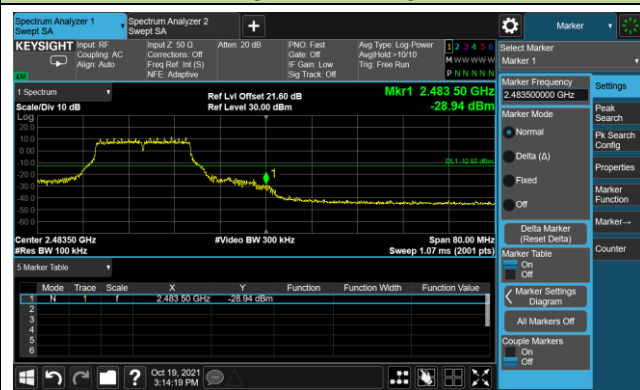 Spectrum Analyzer 1
Swept SA
Spectrum Analyzer 2
Swept SA
+
Marker
KEYSIGHT
Input: RF
Coupling: AC
Align: Auto
Input Z: 50 Ω
Corrections: Off
Freq Ref: Int (S)
NFE: Adaptive
Atten: 20 dB
PNO: Fast
Gate: Off
IF Gain: Low
Sig Track: Off
Avg Type: Log-Power
Avg|Hold:>10/10
Trig: Free Run
1 2 3 4 5 6
M W W W W W
P N N N N N
LW
Select Marker
Marker 1
1 Spectrum
Scale/Div 10 dB
Ref Lvl Offset 21.60 dB
Ref Level 30.00 dBm
Mkr1 2.483 50 GHz
-28.94 dBm
Log
20.0
10.0
0.00
-10.0
-20.0
-30.0
-40.0
-50.0
-60.0
1
Center 2.48350 GHz
#Res BW 100 kHz
#Video BW 300 kHz
Span 80.00 MHz
Sweep 1.07 ms (2001 pts)
5 Marker Table
Mode Trace Scale X Y Function Function Width Function Value
1 N 1 f 2.483 50 GHz -28.94 dBm
2
3
4
5
6
Marker Frequency
2.483500000 GHz
Marker Mode
Normal
Delta (Δ)
Fixed
Off
Delta Marker
(Reset Delta)
Marker Table
On
Off
Marker Settings
Diagram
All Markers Off
Couple Markers
On
Off
Settings
Peak
Search
Pk Search
Config
Properties
Marker
Function
Marker→
Counter
Oct 19, 2021
3:14:19 PM